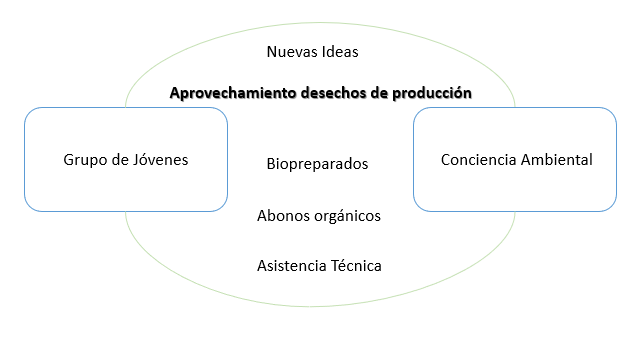 Nuevas Ideas
Aprovechamiento desechos de producción
Grupo de Jóvenes
Biopreparados
Conciencia Ambiental
Abonos orgánicos
Asistencia Técnica